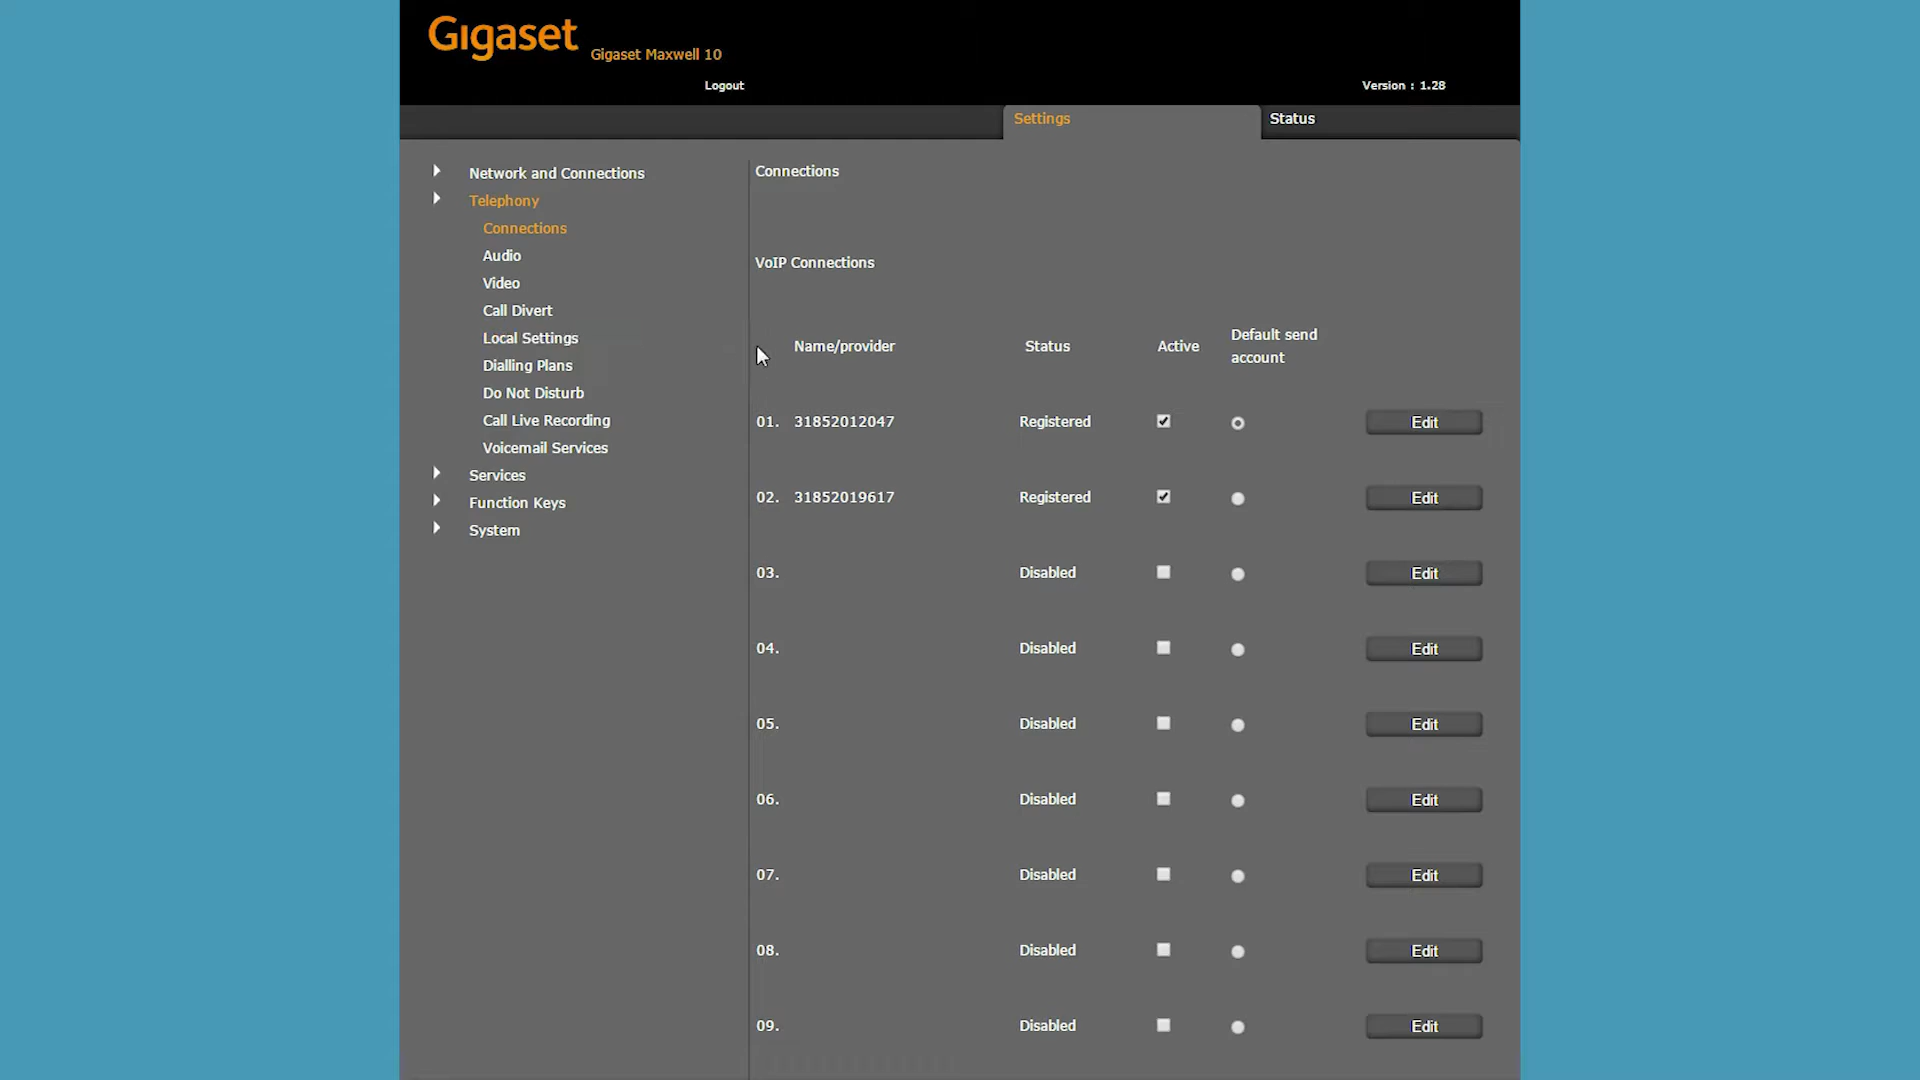 Gigaset
Gigaset Maxwell 10
Logout
Version : 1.28
Settings
Status
Network and Connections
Telephony
Connections
Audio
Video
Call Divert
Local Settings
Dialling Plans
Do Not Disturb
Call Live Recording
Voicemail Services
Services
Function Keys
System
Connections
VoIP Connections
Name/provider Status Active Default send account
01. 31852012047 Registered Edit
02. 31852019617 Registered Edit
03. Disabled Edit
04. Disabled Edit
05. Disabled Edit
06. Disabled Edit
07. Disabled Edit
08. Disabled Edit
09. Disabled Edit